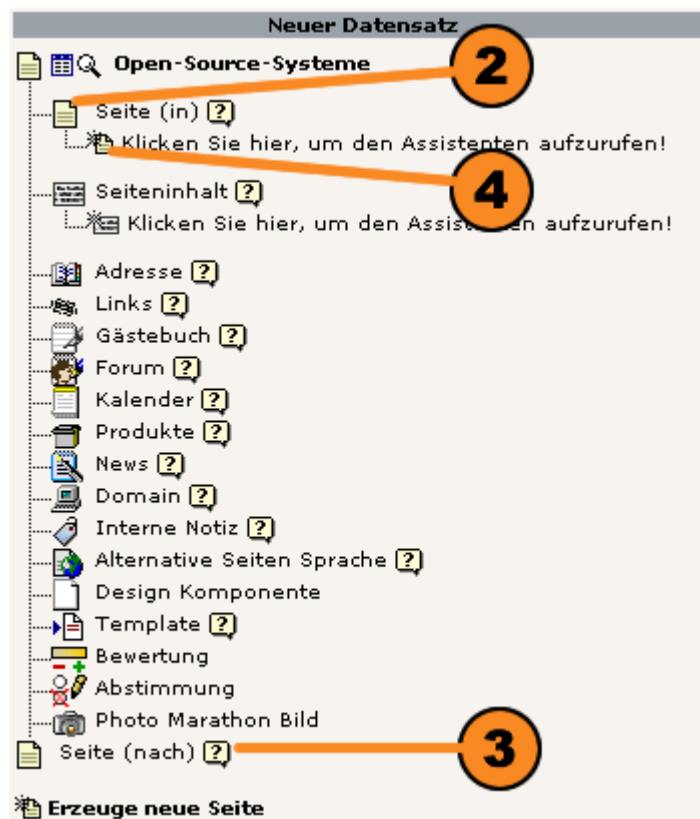 Neuer Datensatz
Open-Source-Systeme
2
Seite (in) ?
Klicken Sie hier, um den Assistenten aufzurufen!
4
Seiteninhalt ?
Klicken Sie hier, um den Assistenten aufzurufen!
Adresse ?
Links ?
Gästebuch ?
Forum ?
Kalender ?
Produkte ?
News ?
Domain ?
Interne Notiz ?
Alternative Seiten Sprache ?
Design Komponente
Template ?
Bewertung
Abstimmung
Photo Marathon Bild
Seite (nach) ?
3
Erzeuge neue Seite